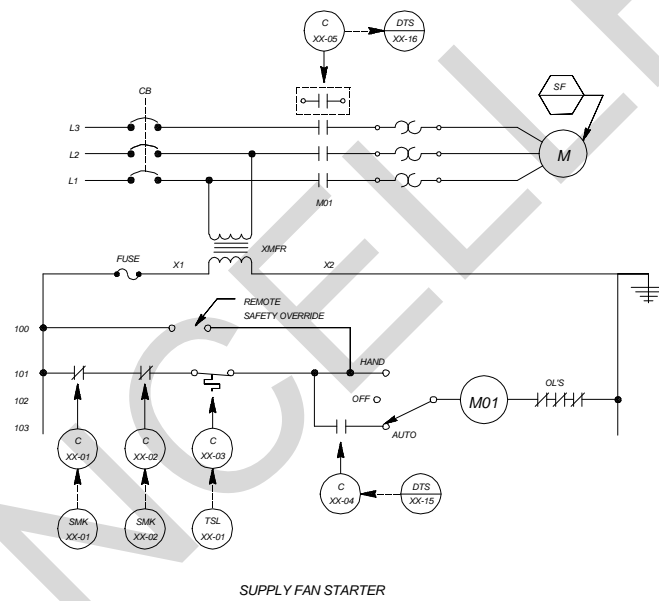 C
XX-05
DTS
XX-16
CB
SF
L3
L2
L1
M
M01
FUSE
X1
XMFR
X2
REMOTE
SAFETY OVERRIDE
100
101
102
103
HAND
OFF
AUTO
M01
OL'S
C
XX-01
C
XX-02
C
XX-03
C
XX-04
DTS
XX-15
SMK
XX-01
SMK
XX-02
TSL
XX-01
SUPPLY FAN STARTER